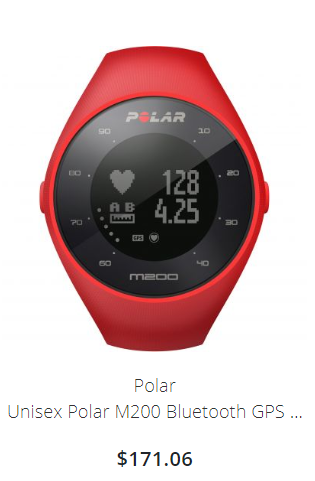 POLAR
90 10
80 128 20
A B 4.25
70 30
GPS
60 40
M200
Polar
Unisex Polar M200 Bluetooth GPS ...
$171.06